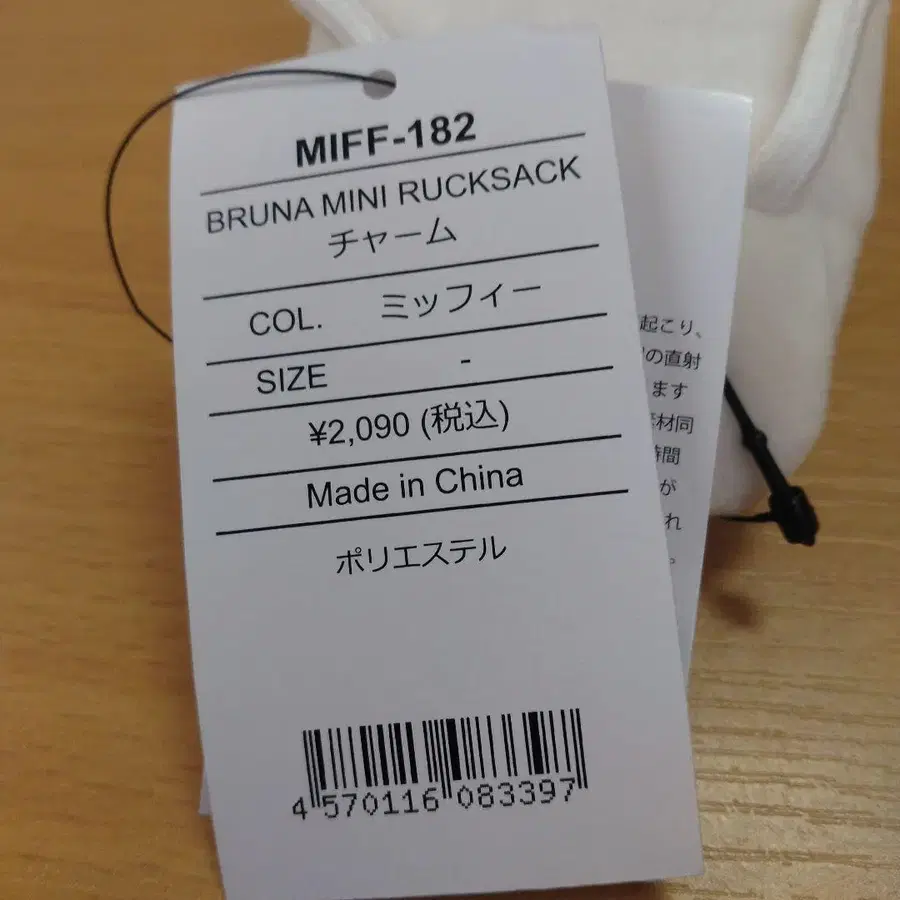 MIFF-182
BRUNA MINI RUCKSACK
チャーム
COL. ミッフィー
SIZE -
¥2,090 (税込)
Made in China
ポリエステル
4 570116 083397
起こり、
の直射
ます
材同
時間
が
れ
。